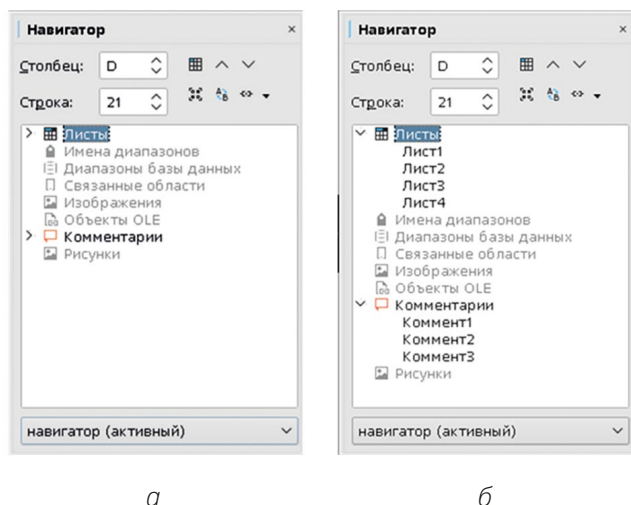 Навигатор ×
Столбец: D
Строка: 21
Листы
Имена диапазонов
Диапазоны базы данных
Связанные области
Изображения
Объекты OLE
Комментарии
Рисунки
навигатор (активный)
а
Навигатор ×
Столбец: D
Строка: 21
Листы
Лист1
Лист2
Лист3
Лист4
Имена диапазонов
Диапазоны базы данных
Связанные области
Изображения
Объекты OLE
Комментарии
Коммент1
Коммент2
Коммент3
Рисунки
навигатор (активный)
б